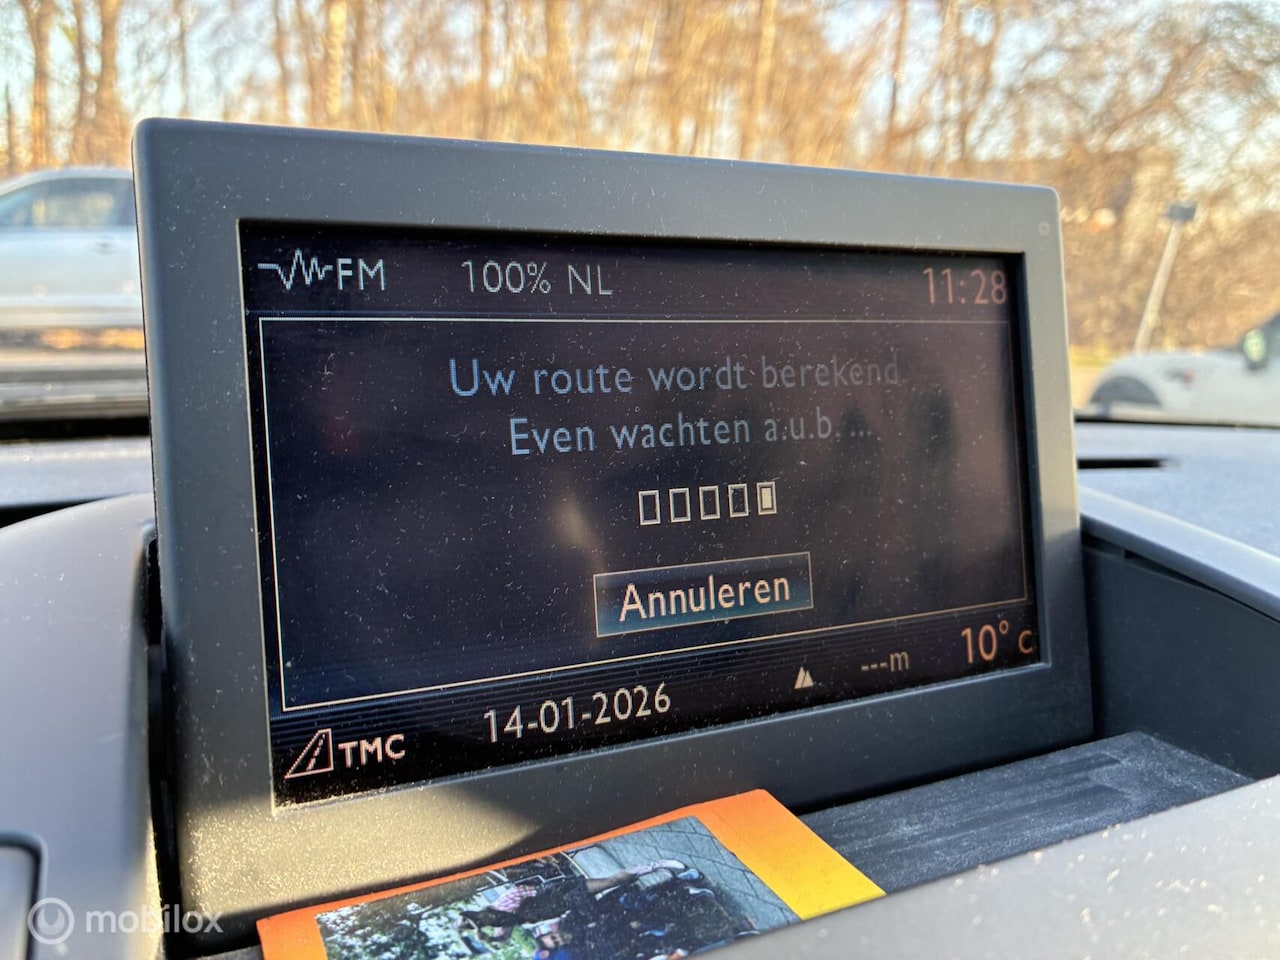 FM 100% NL 11:28
Uw route wordt berekend
Even wachten a.u.b. ...
Annuleren
---m 10° C
14-01-2026
TMC
mobilox